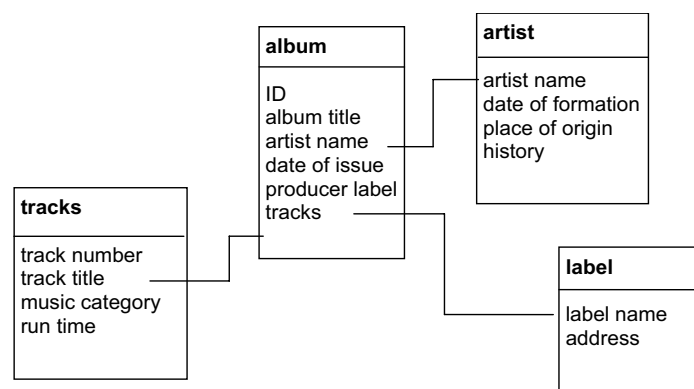 album
ID
album title
artist name
date of issue
producer label
tracks
artist
artist name
date of formation
place of origin
history
tracks
track number
track title
music category
run time
label
label name
address